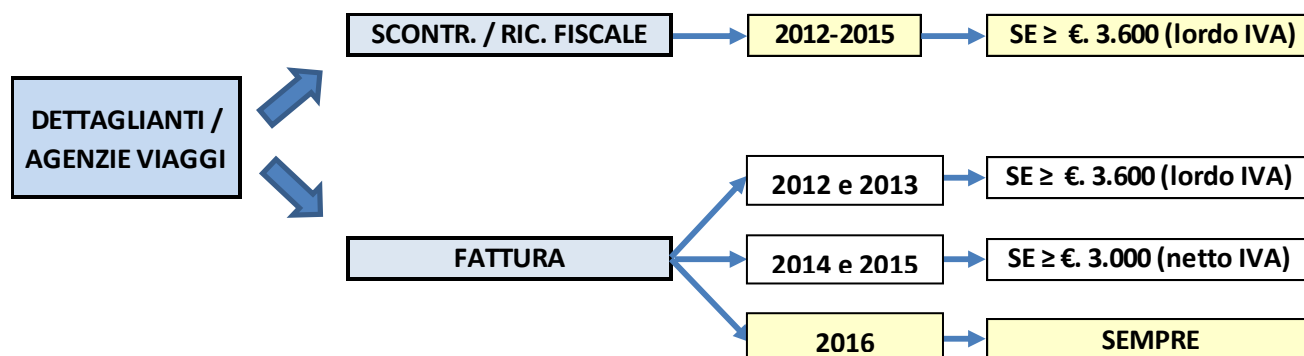 SCONTR. / RIC. FISCALE
2012-2015
SE ≥ €. 3.600 (lordo IVA)
DETTAGLIANTI /
AGENZIE VIAGGI
2012 e 2013
SE ≥ €. 3.600 (lordo IVA)
FATTURA
2014 e 2015
SE ≥ €. 3.000 (netto IVA)
2016
SEMPRE